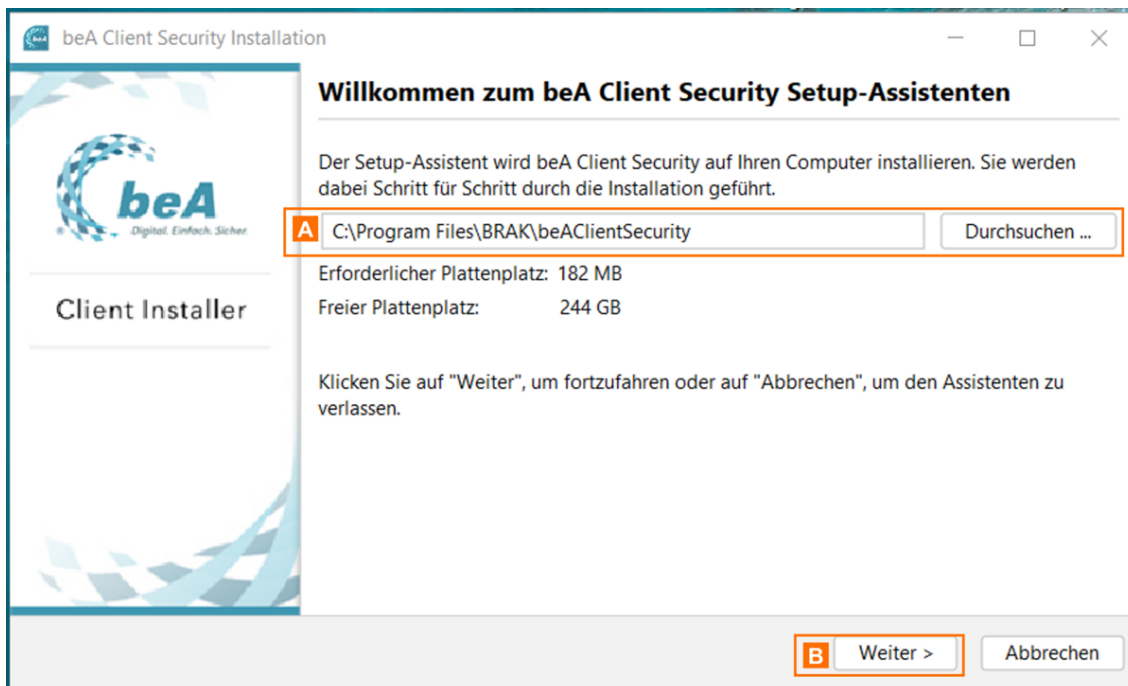 beA Client Security Installation
beA
Digital. Einfach. Sicher.
Client Installer
Willkommen zum beA Client Security Setup-Assistenten
Der Setup-Assistent wird beA Client Security auf Ihren Computer installieren. Sie werden
dabei Schritt für Schritt durch die Installation geführt.
A C:\Program Files\BRAK\beAClientSecurity Durchsuchen ...
Erforderlicher Plattenplatz: 182 MB
Freier Plattenplatz: 244 GB
Klicken Sie auf "Weiter", um fortzufahren oder auf "Abbrechen", um den Assistenten zu
verlassen.
B Weiter > Abbrechen